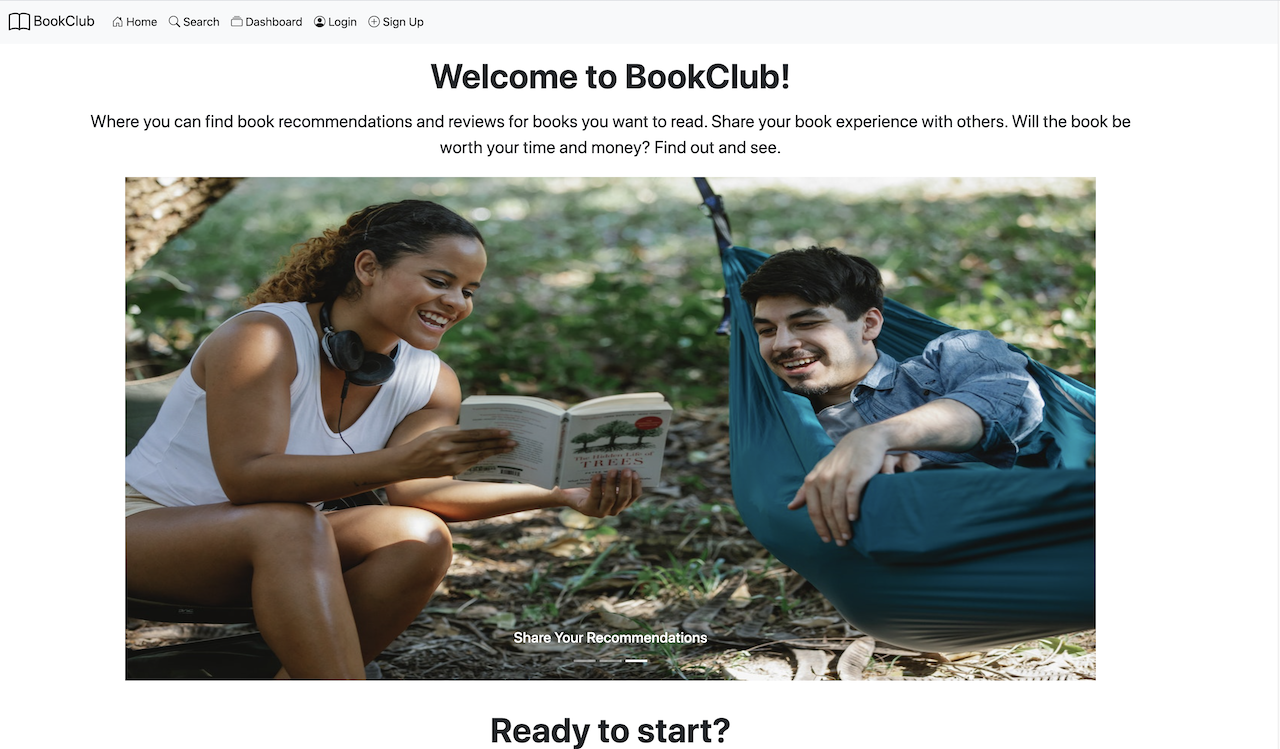 BookClub Home Search Dashboard Login Sign Up
Welcome to BookClub!
Where you can find book recommendations and reviews for books you want to read. Share your book experience with others. Will the book be
worth your time and money? Find out and see.
The Hidden Life of
TREES
Share Your Recommendations
Ready to start?